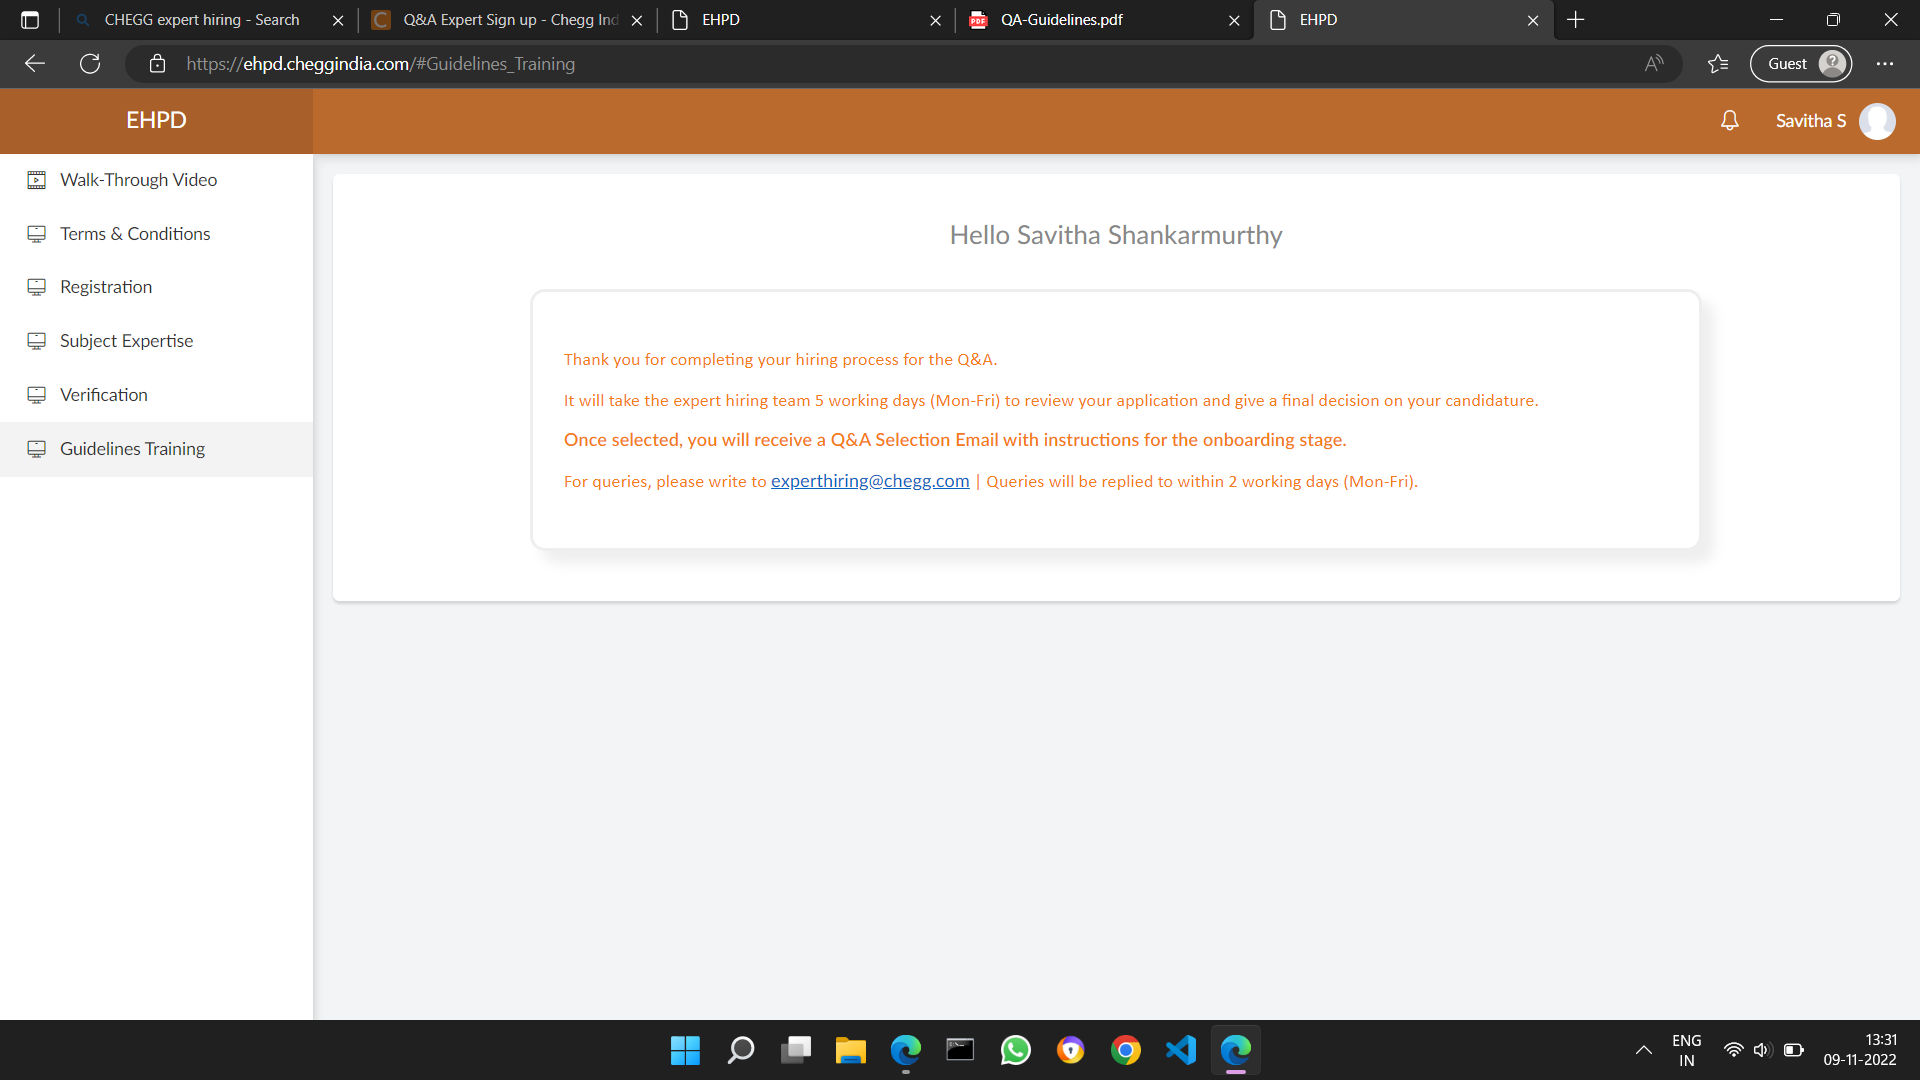 CHEGG expert hiring - Search
Q&A Expert Sign up - Chegg Ind
EHPD
QA-Guidelines.pdf
EHPD
https://ehpd.cheggindia.com/#Guidelines_Training
Guest
EHPD
Savitha S
Walk-Through Video
Terms & Conditions
Registration
Subject Expertise
Verification
Guidelines Training
Hello Savitha Shankarmurthy
Thank you for completing your hiring process for the Q&A.
It will take the expert hiring team 5 working days (Mon-Fri) to review your application and give a final decision on your candidature.
Once selected, you will receive a Q&A Selection Email with instructions for the onboarding stage.
For queries, please write to experthiring@chegg.com | Queries will be replied to within 2 working days (Mon-Fri).
ENG
IN
13:31
09-11-2022